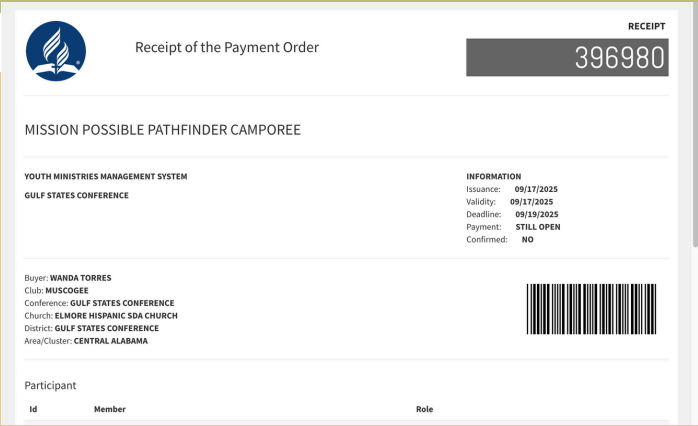 RECEIPT
Receipt of the Payment Order
396980
MISSION POSSIBLE PATHFINDER CAMPOREE
YOUTH MINISTRIES MANAGEMENT SYSTEM
GULF STATES CONFERENCE
INFORMATION
Issuance: 09/17/2025
Validity: 09/17/2025
Deadline: 09/19/2025
Payment: STILL OPEN
Confirmed: NO
Buyer: WANDA TORRES
Club: MUSCOGEE
Conference: GULF STATES CONFERENCE
Church: ELMORE HISPANIC SDA CHURCH
District: GULF STATES CONFERENCE
Area/Cluster: CENTRAL ALABAMA
Participant
Id Member Role